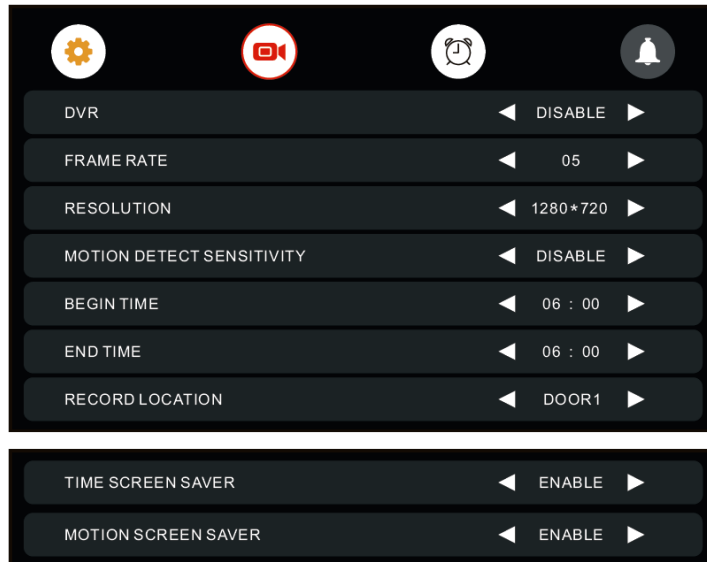 DVR DISABLE
FRAME RATE 05
RESOLUTION 1280*720
MOTION DETECT SENSITIVITY DISABLE
BEGIN TIME 06 : 00
END TIME 06 : 00
RECORD LOCATION DOOR1
TIME SCREEN SAVER ENABLE
MOTION SCREEN SAVER ENABLE